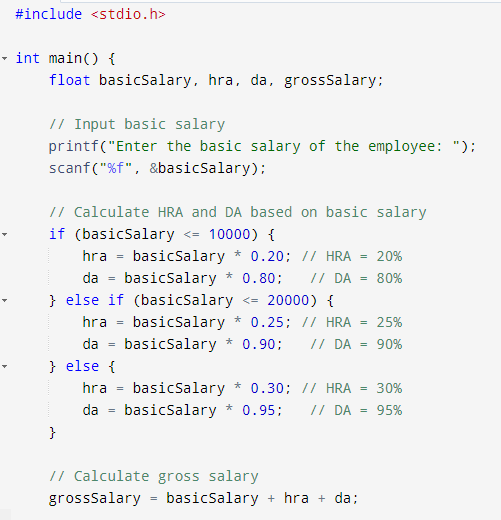 #include <stdio.h>
int main() {
float basicSalary, hra, da, grossSalary;
// Input basic salary
printf("Enter the basic salary of the employee: ");
scanf("%f", &basicSalary);
// Calculate HRA and DA based on basic salary
if (basicSalary <= 10000) {
hra = basicSalary * 0.20; // HRA = 20%
da = basicSalary * 0.80;   // DA = 80%
} else if (basicSalary <= 20000) {
hra = basicSalary * 0.25; // HRA = 25%
da = basicSalary * 0.90;   // DA = 90%
} else {
hra = basicSalary * 0.30; // HRA = 30%
da = basicSalary * 0.95;   // DA = 95%
}
// Calculate gross salary
grossSalary = basicSalary + hra + da;